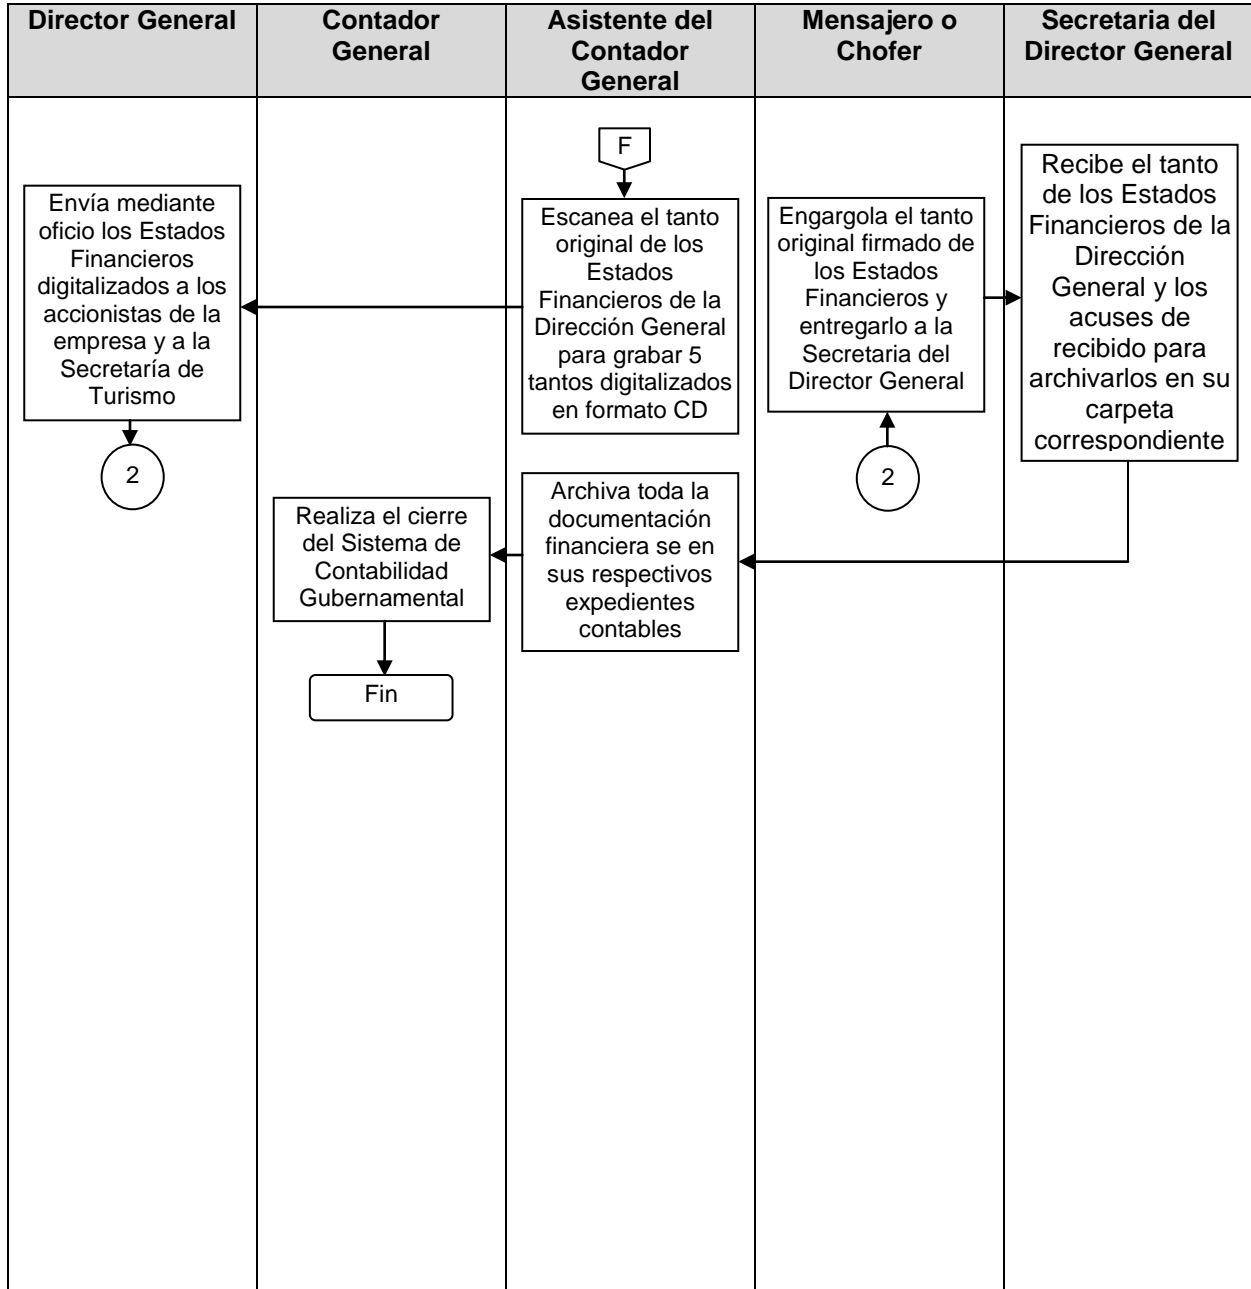 Director General
Contador
General
Asistente del
Contador
General
Mensajero o
Chofer
Secretaria del
Director General
F
Escanea el tanto
original de los
Estados
Financieros de la
Dirección General
para grabar 5
tantos digitalizados
en formato CD
Envía mediante
oficio los Estados
Financieros
digitalizados a los
accionistas de la
empresa y a la
Secretaría de
Turismo
2
Engargola el tanto
original firmado de
los Estados
Financieros y
entregarlo a la
Secretaria del
Director General
2
Recibe el tanto
de los Estados
Financieros de la
Dirección
General y los
acuses de
recibido para
archivarlos en su
carpeta
correspondiente
Archiva toda la
documentación
financiera se en
sus respectivos
expedientes
contables
Realiza el cierre
del Sistema de
Contabilidad
Gubernamental
Fin